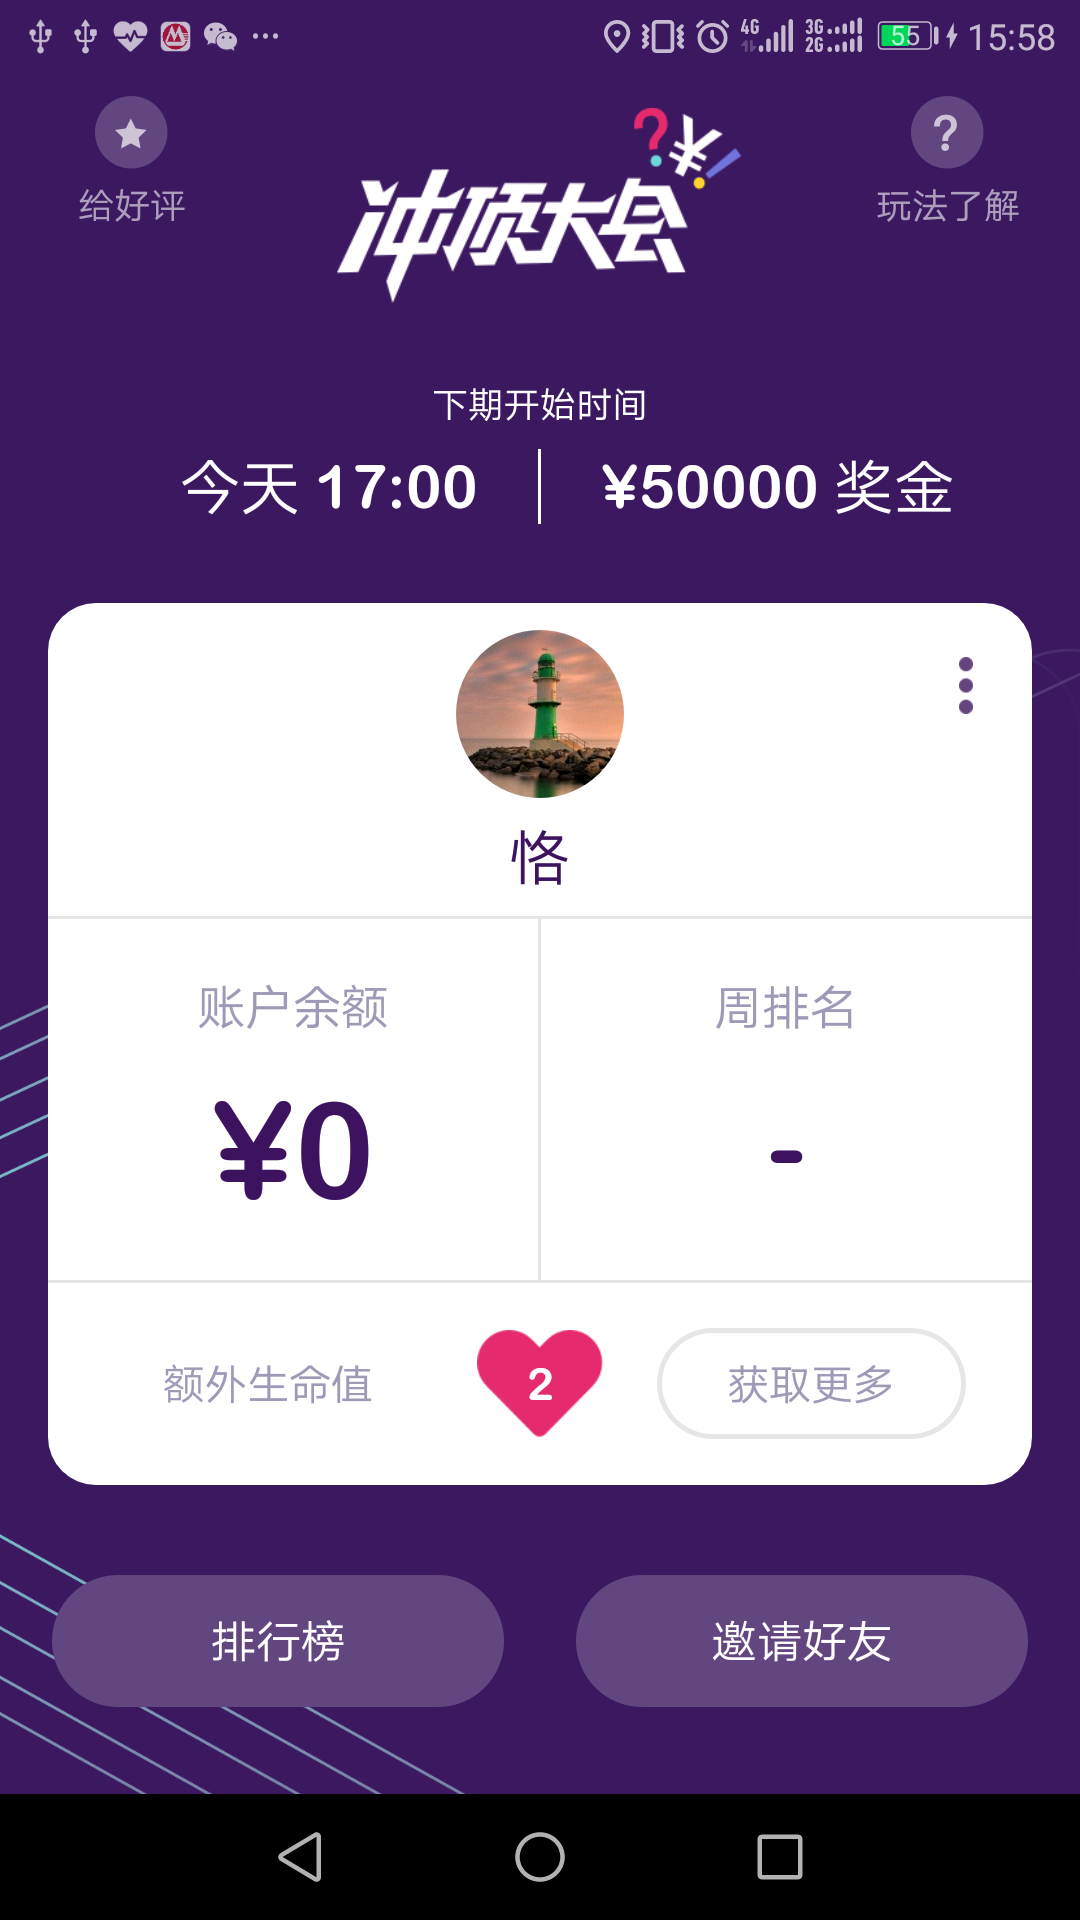 4G 3G 2G 55 15:58
给好评
冲顶大会
玩法了解
下期开始时间
今天 17:00
¥50000 奖金
恪
账户余额
周排名
¥0
-
额外生命值
2
获取更多
排行榜
邀请好友